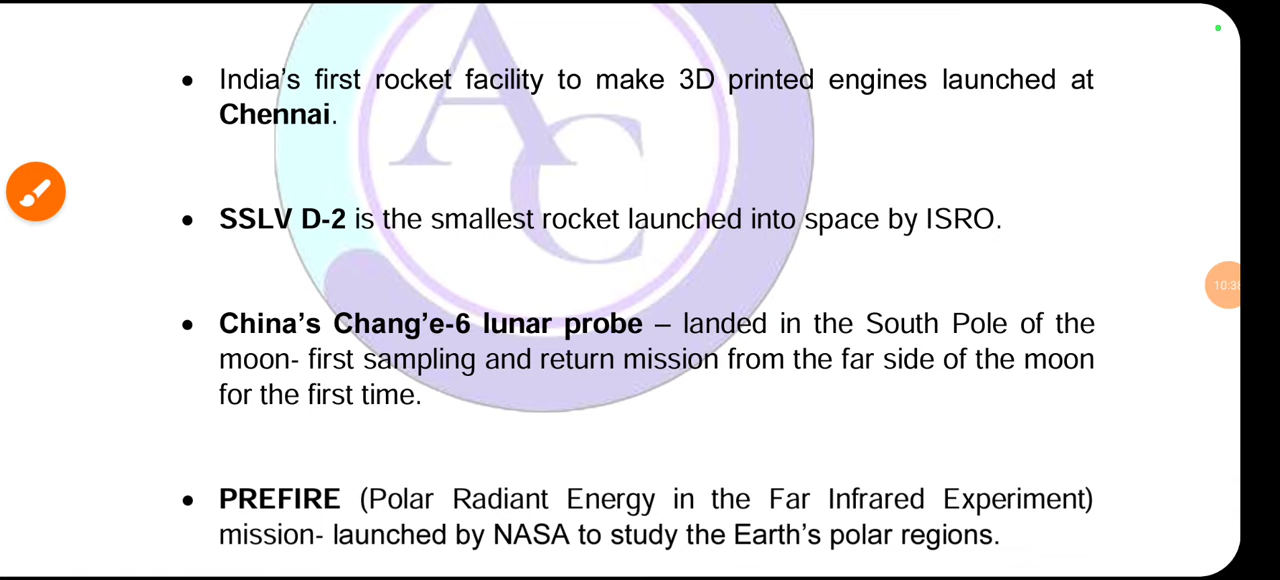 • India's first rocket facility to make 3D printed engines launched at
Chennai.
• SSLV D-2 is the smallest rocket launched into space by ISRO.
• China's Chang'e-6 lunar probe – landed in the South Pole of the
moon- first sampling and return mission from the far side of the moon
for the first time.
• PREFIRE (Polar Radiant Energy in the Far Infrared Experiment)
mission- launched by NASA to study the Earth's polar regions.
AC